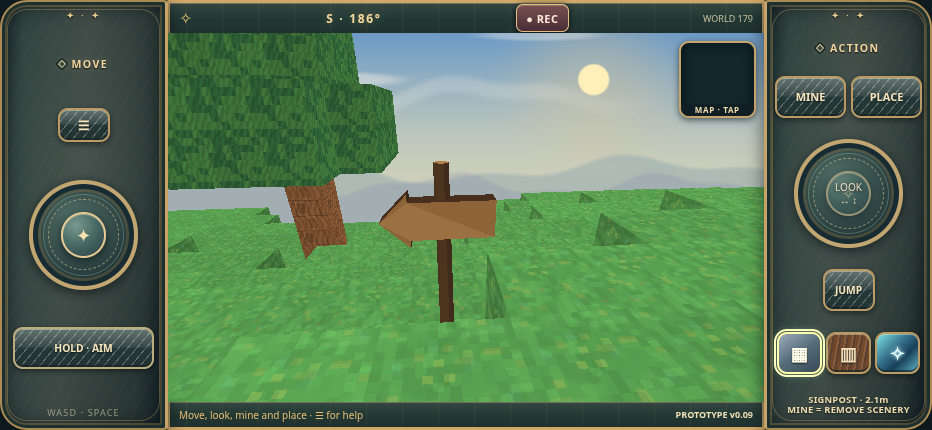 MOVE
HOLD · AIM
WASD · SPACE
S · 186°
● REC
WORLD 179
MAP · TAP
Move, look, mine and place · ☰ for help
PROTOTYPE v0.09
ACTION
MINE
PLACE
LOOK
JUMP
SIGNPOST · 2.1m
MINE = REMOVE SCENERY